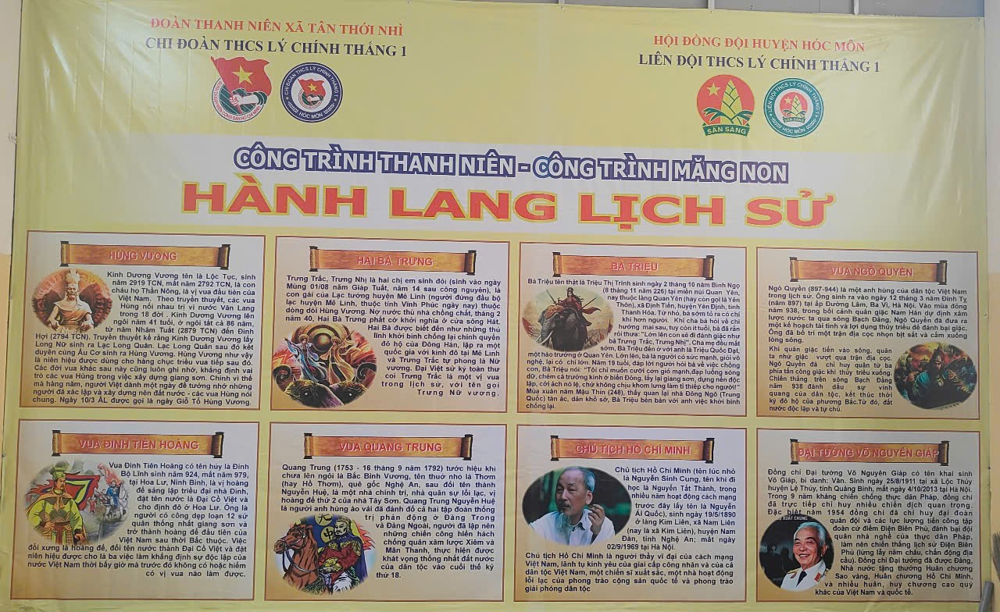 ĐOÀN THANH NIÊN XÃ TÂN THỚI NHÌ
CHI ĐOÀN THCS LÝ CHÍNH THẮNG 1
HỘI ĐỒNG ĐỘI HUYỆN HÓC MÔN
LIÊN ĐỘI THCS LÝ CHÍNH THẮNG 1
SẴN SÀNG
CÔNG TRÌNH THANH NIÊN - CÔNG TRÌNH MĂNG NON
HÀNH LANG LỊCH SỬ
HÙNG VƯƠNG
Kinh Dương Vương tên là Lộc Tục, sinh
năm 2919 TCN, mất năm 2792 TCN, là con
cháu họ Thần Nông, là vị vua đầu tiên của
Việt Nam. Theo truyền thuyết, các vua
Hùng nối nhau trị vì nước Văn Lang
trong 18 đời . Kinh Dương Vương lên
ngôi năm 41 tuổi, ở ngôi tất cả 86 năm,
từ năm Nhâm Tuất (2879 TCN) đến Đinh
Hợi (2794 TCN). Truyền thuyết kể rằng Kinh Dương Vương lấy
Long Nữ sinh ra Lạc Long Quân. Lạc Long Quân sau đó kết
duyên cùng Âu Cơ sinh ra Hùng Vương. Hùng Vương như vậy
là niên hiệu được dùng cho hàng chục triều vua tiếp sau đó.
Các đời vua khác sau này cũng luôn ghi nhớ, khẳng định vai
trò các vua Hùng trong việc xây dựng giang sơn. Chính vì thế
mà hàng năm, người Việt dành một ngày để tưởng nhớ những
người đã xác lập và xây dựng nên đất nước - các vua Hùng nói
chung. Ngày 10/3 ÂL được gọi là ngày Giỗ Tổ Hùng Vương.
HAI BÀ TRƯNG
Trưng Trắc, Trưng Nhị là hai chị em sinh đôi (sinh vào ngày
Mùng 01/08 năm Giáp Tuất, năm 14 sau công nguyên), là
con gái của Lạc tướng huyện Mê Linh (người đứng đầu bộ
lạc huyện Mê Linh, thuộc tỉnh Vĩnh Phúc ngày nay) thuộc
dòng dõi Hùng Vương. Nợ nước thù nhà chồng chất, tháng 2
năm 40, Hai Bà Trưng phất cờ khởi nghĩa ở cửa sông Hát.
Hai Bà được biết đến như những thủ
lĩnh khởi binh chống lại chính quyền
đô hộ của Đông Hán, lập ra một
quốc gia với kinh đô tại Mê Linh
và Trưng Trắc tự phong là Nữ
vương. Đại Việt sử ký toàn thư
coi Trưng Trắc là một vị vua
trong lịch sử, với tên gọi
Trưng Nữ vương.
BÀ TRIỆU
Bà Triệu tên thật là Triệu Thị Trinh sinh ngày 2 tháng 10 năm Bính Ngọ
(8 tháng 11 năm 226) tại miền núi Quan Yên,
nay thuộc làng Quan Yên (hay còn gọi là Yên
Thôn), xã Định Tiến, huyện Yên Định, tỉnh
Thanh Hóa. Từ nhỏ, bà sớm tỏ ra có chí
khí hơn người. Khi cha bà hỏi về chí
hướng mai sau, tuy còn ít tuổi, bà đã rắn
rỏi thưa: "Lớn lên con sẽ đi đánh giặc như
bà Trưng Trắc, Trưng Nhị". Cha mẹ đều mất
sớm, Bà Triệu đến ở với anh là Triệu Quốc Đạt,
một hào trưởng ở Quan Yên. Lớn lên, bà là người có sức mạnh, giỏi võ
nghệ, lại có chí lớn. Năm 19 tuổi, đáp lời người hỏi bà về việc chồng
con, Bà Triệu nói: "Tôi chỉ muốn cưỡi cơn gió mạnh,đạp luồng sóng
dữ, chém cá trường kình ở biển Đông, lấy lại giang sơn, dựng nền độc
lập, cởi ách nô lệ, chứ không chịu khom lưng làm tì thiếp cho người!"
Mùa xuân năm Mậu Thìn (248), thấy quan lại nhà Đông Ngô (Trung
Quốc) tàn ác, dân khổ sở, Bà Triệu bèn bàn với anh việc khởi binh
chống lại.
VUA NGÔ QUYỀN
Ngô Quyền (897-944) là một anh hùng của dân tộc Việt Nam
trong lịch sử. Ông sinh ra vào ngày 12 tháng 3 năm Đinh Tỵ
(năm 897) tại ấp Đường Lâm, Ba Vì, Hà Nội. Vào mùa đông
năm 938, trong bối cảnh giặc ngoại Nam Hán dự định xâm
lược nước ta qua sông Bạch Đằng, Ngô Quyền đã đưa ra
một kế hoạch tài tình và lợi dụng thủy triều để đánh bại giặc.
Ông đã bố trí một trận địa cọc nhọn bịt sắt và cắm xuống
lòng sông.
Khi quân giặc tiến vào sông, quân
ta nhử giặc vượt qua trận địa cọc.
Ngô Quyền đã chỉ huy quân từ ba
phía tấn công giặc khi thủy triều xuống.
Chiến thắng trên sông Bạch Đằng
năm 938 đánh dấu sự vinh
quang của dân tộc, kết thúc thời
kỳ đô hộ của phương Bắc.Từ đó, đất
nước độc lập và tự chủ.
VUA ĐINH TIÊN HOÀNG
Vua Đinh Tiên Hoàng có tên húy là Đinh
Bộ Lĩnh sinh năm 924, mất năm 979,
tại Hoa Lư, Ninh Bình, là vị hoàng
đế sáng lập triều đại nhà Đinh,
đặt tên nước là Đại Cồ Việt và
cho định đô ở Hoa Lư. Ông là
người có công dẹp loạn 12 sứ
quân thống nhất giang sơn và
trở thành hoàng đế đầu tiên của
Việt Nam sau thời Bắc thuộc. Việc
đổi xưng là hoàng đế, đổi tên nước thành Đại Cồ Việt và đặt
niên hiệu được cho là ba việc làm khẳng định sự độc lập của
nước Việt Nam thời bấy giờ mà trước đó không có hoặc hiếm
có vị vua nào làm được.
VUA QUANG TRUNG
Quang Trung (1753 - 16 tháng 9 năm 1792) tước hiệu khi
chưa lên ngôi là Bắc Bình Vương, tên thuở nhỏ là Thơm
(hay Hồ Thơm), quê gốc Nghệ An, sau đổi tên thành
Nguyễn Huệ, là một nhà chính trị, nhà quân sự lỗi lạc, vị
hoàng đế thứ 2 của nhà Tây Sơn. Quang Trung Nguyễn Huệ
là người anh hùng áo vải đã đánh đổ cả hai tập đoàn thống
trị phản động ở Đàng Trong
và Đàng Ngoài, người đã lập nên
những chiến công hiển hách
chống quân xâm lược Xiêm và
Mãn Thanh, thực hiện được
khát vọng thống nhất đất nước
của dân tộc vào cuối thế kỷ
thứ 18.
CHỦ TỊCH HỒ CHÍ MINH
Chủ tịch Hồ Chí Minh (tên lúc nhỏ
là Nguyễn Sinh Cung, tên khi đi
học là Nguyễn Tất Thành, trong
nhiều năm hoạt động cách mạng
trước đây lấy tên là Nguyễn
Ái Quốc), sinh ngày 19/5/1890
ở làng Kim Liên, xã Nam Liên
(nay là xã Kim Liên), huyện Nam
Đàn, tỉnh Nghệ An; mất ngày
02/9/1969 tại Hà Nội.
Chủ tịch Hồ Chí Minh là người thầy vĩ đại của cách mạng
Việt Nam, lãnh tụ kính yêu của giai cấp công nhân và của cả
dân tộc Việt Nam, một chiến sĩ xuất sắc, một nhà hoạt động
lỗi lạc của phong trào cộng sản quốc tế và phong trào
giải phóng dân tộc
ĐẠI TƯỚNG VÕ NGUYÊN GIÁP
Đồng chí Đại tướng Võ Nguyên Giáp có tên khai sinh
Võ Giáp, bí danh: Văn. Sinh ngày 25/8/1911 tại xã Lộc Thủy
huyện Lệ Thủy, tỉnh Quảng Bình, mất ngày 4/10/2013 tại Hà Nội.
Trong 9 năm kháng chiến chống thực dân Pháp, đồng chí
đã trực tiếp chỉ huy nhiều chiến dịch quan trọng.
Đặc biệt năm 1954 đồng chí đã chỉ huy đại đoàn
quân đội và các lực lượng tiến công tập
đoàn cứ điểm Điện Biên Phủ, đánh bại đội
quân nhà nghề của thực dân Pháp,
làm nên chiến thắng lịch sử Điện Biên
Phủ (lừng lẫy năm châu, chấn động địa
cầu). Đồng chí Đại tướng đã được Đảng,
Nhà nước tặng thưởng Huân chương
Sao vàng, Huân chương Hồ Chí Minh,
và nhiều huân, huy chương cao quý
khác của Việt Nam và quốc tế.